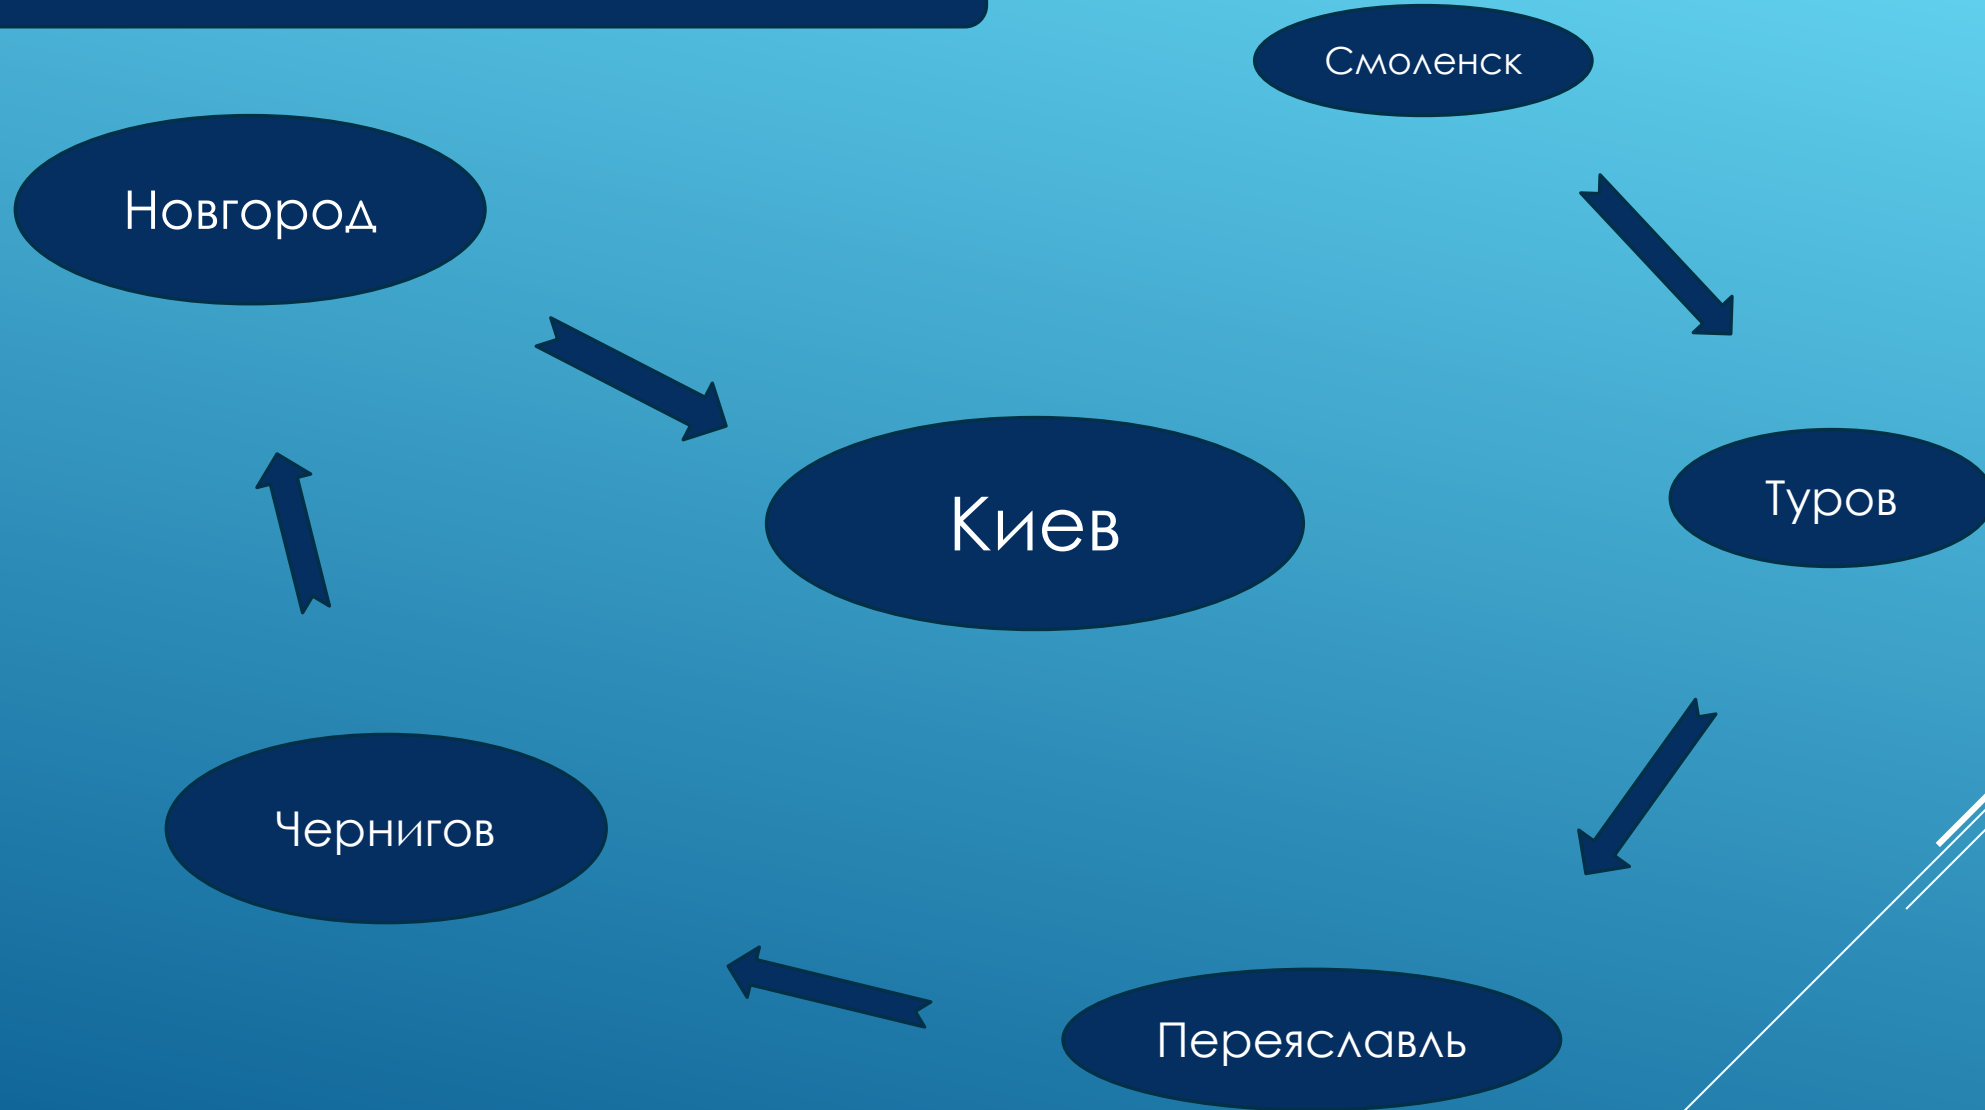 Смоленск
Новгород
Киев
Туров
Чернигов
Переяславль